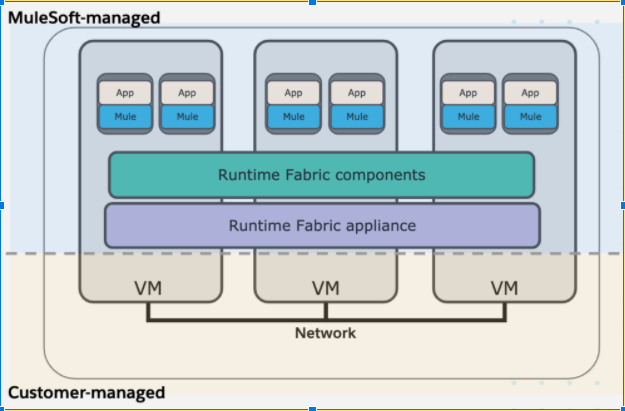 MuleSoft-managed
App App App App App App
Mule Mule Mule Mule Mule Mule
Runtime Fabric components
Runtime Fabric appliance
VM VM VM
Network
Customer-managed